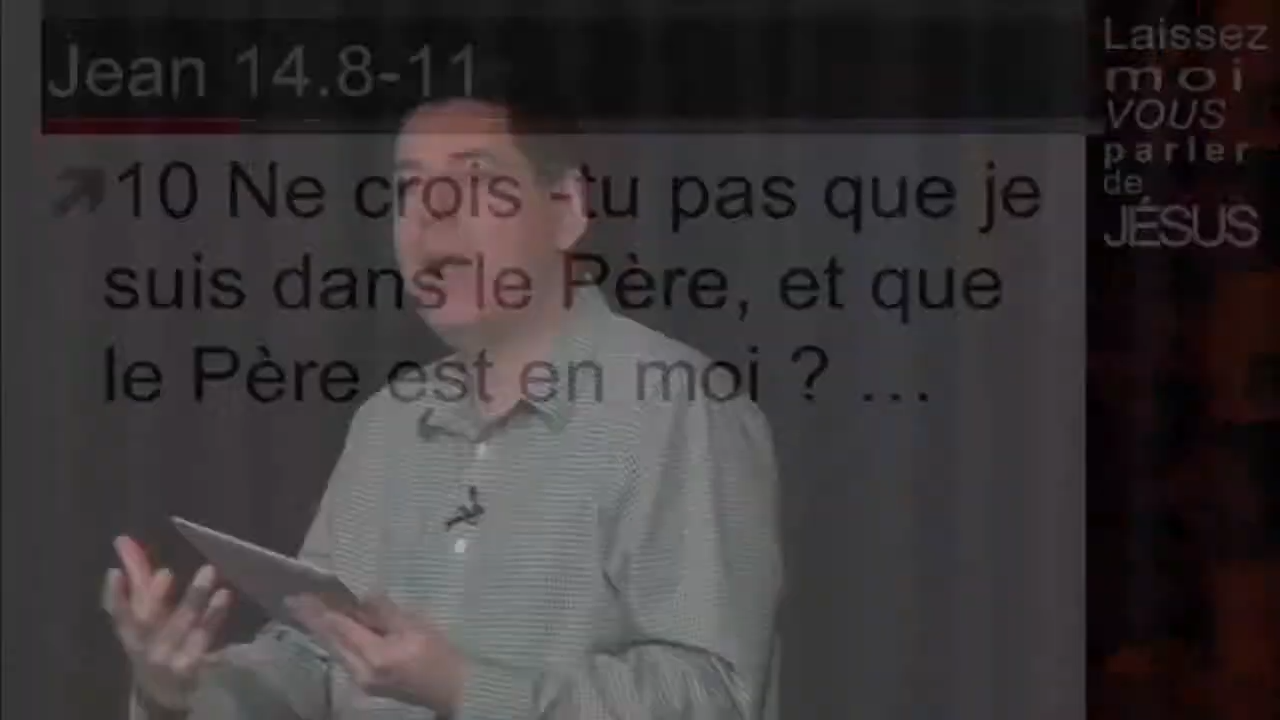 Jean 14.8-11
10 Ne crois -tu pas que je
suis dans le Père, et que
le Père est en moi ? ...
Laissez
moi
VOUS
parler
de
JÉSUS